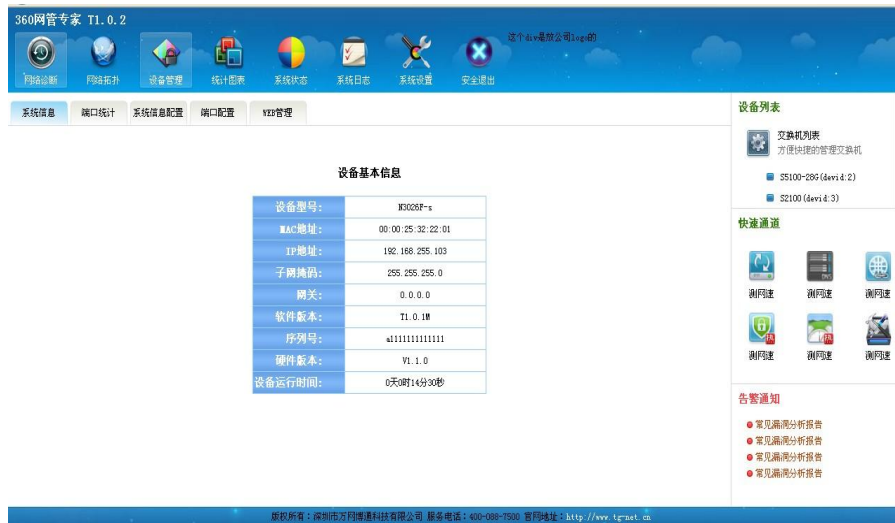 360网管专家 T1.0.2
这个div是放公司logo的
网络诊断 网络拓扑 设备管理 统计图表 系统状态 系统日志 系统设置 安全退出
系统信息 端口统计 系统信息配置 端口配置 WEB管理
设备基本信息
设备型号: N3026F-s
MAC地址: 00:00:25:32:22:01
IP地址: 192.168.255.103
子网掩码: 255.255.255.0
网关: 0.0.0.0
软件版本: T1.0.1M
序列号: a1111111111111
硬件版本: V1.1.0
设备运行时间: 0天0时14分30秒
设备列表
交换机列表
方便快捷的管理交换机
S5100-28G(devid:2)
S2100(devid:3)
快速通道
DNS
测网速 测网速 测网速
测网速 测网速 测网速
告警通知
常见漏洞分析报告
常见漏洞分析报告
常见漏洞分析报告
常见漏洞分析报告
版权所有:深圳市万网博通科技有限公司 服务电话:400-088-7500 官网地址:http://www.tg-net.cn